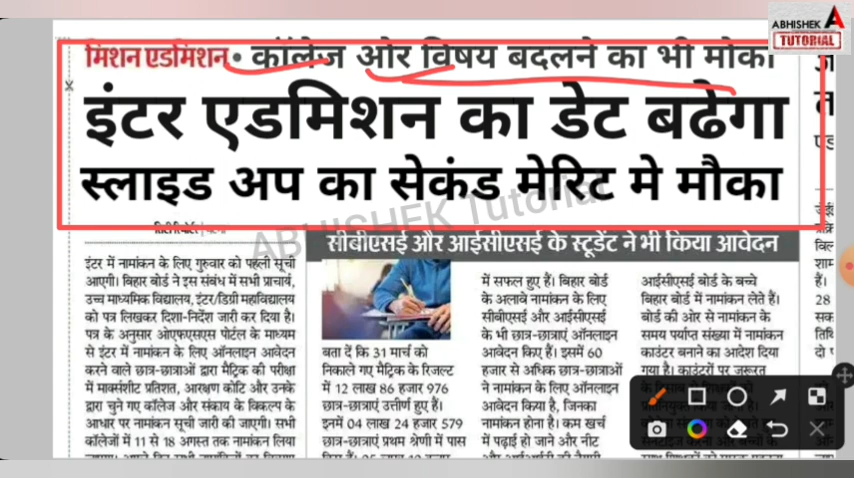 ABHISHEK
TUTORIAL
मिशन एडमिशन • कॉलेज और विषय बदलने का भी मौका
इंटर एडमिशन का डेट बढेगा
स्लाइड अप का सेकंड मेरिट मे मौका
ABHISHEK Tutorial
सीबीएसई और आईसीएसई के स्टूडेंट ने भी किया आवेदन
इंटर में नामांकन के लिए गुरुवार को पहली सूची
आएगी। बिहार बोर्ड ने इस संबंध में सभी प्राचार्य,
उच्च माध्यमिक विद्यालय, इंटर/डिग्री महाविद्यालय
को पत्र लिखकर दिशा-निर्देश जारी कर दिया है।
पत्र के अनुसार ओएफएसएस पोर्टल के माध्यम
से इंटर में नामांकन के लिए ऑनलाइन आवेदन
करने वाले छात्र-छात्राओं द्वारा मैट्रिक की परीक्षा
में मार्क्सशीट प्रतिशत, आरक्षण कोटि और उनके
द्वारा चुने गए कॉलेज और संकाय के विकल्प के
आधार पर नामांकन सूची जारी की जाएगी। सभी
कॉलेजों में 11 से 18 अगस्त तक नामांकन लिया
बता दें कि 31 मार्च को
निकाले गए मैट्रिक के रिजल्ट
में 12 लाख 86 हजार 976
छात्र-छात्राएं उत्तीर्ण हुए हैं।
इनमें 04 लाख 24 हजार 579
छात्र-छात्राएं प्रथम श्रेणी में पास
में सफल हुए हैं। बिहार बोर्ड
के अलावे नामांकन के लिए
सीबीएसई और आईसीएसई
के भी छात्र-छात्राएं ऑनलाइन
आवेदन किए हैं। इसमें 60
हजार से अधिक छात्र-छात्राओं
ने नामांकन के लिए ऑनलाइन
आवेदन किया है, जिनका
नामांकन होना है। कम खर्च
में पढ़ाई हो जाने और नीट
आईसीएसई बोर्ड के बच्चे
बिहार बोर्ड में नामांकन लेते हैं।
बोर्ड की ओर से नामांकन के
समय पर्याप्त संख्या में नामांकन
काउंटर बनाने का आदेश दिया
गया है। काउंटरों पर जरूरत
हैं।
28